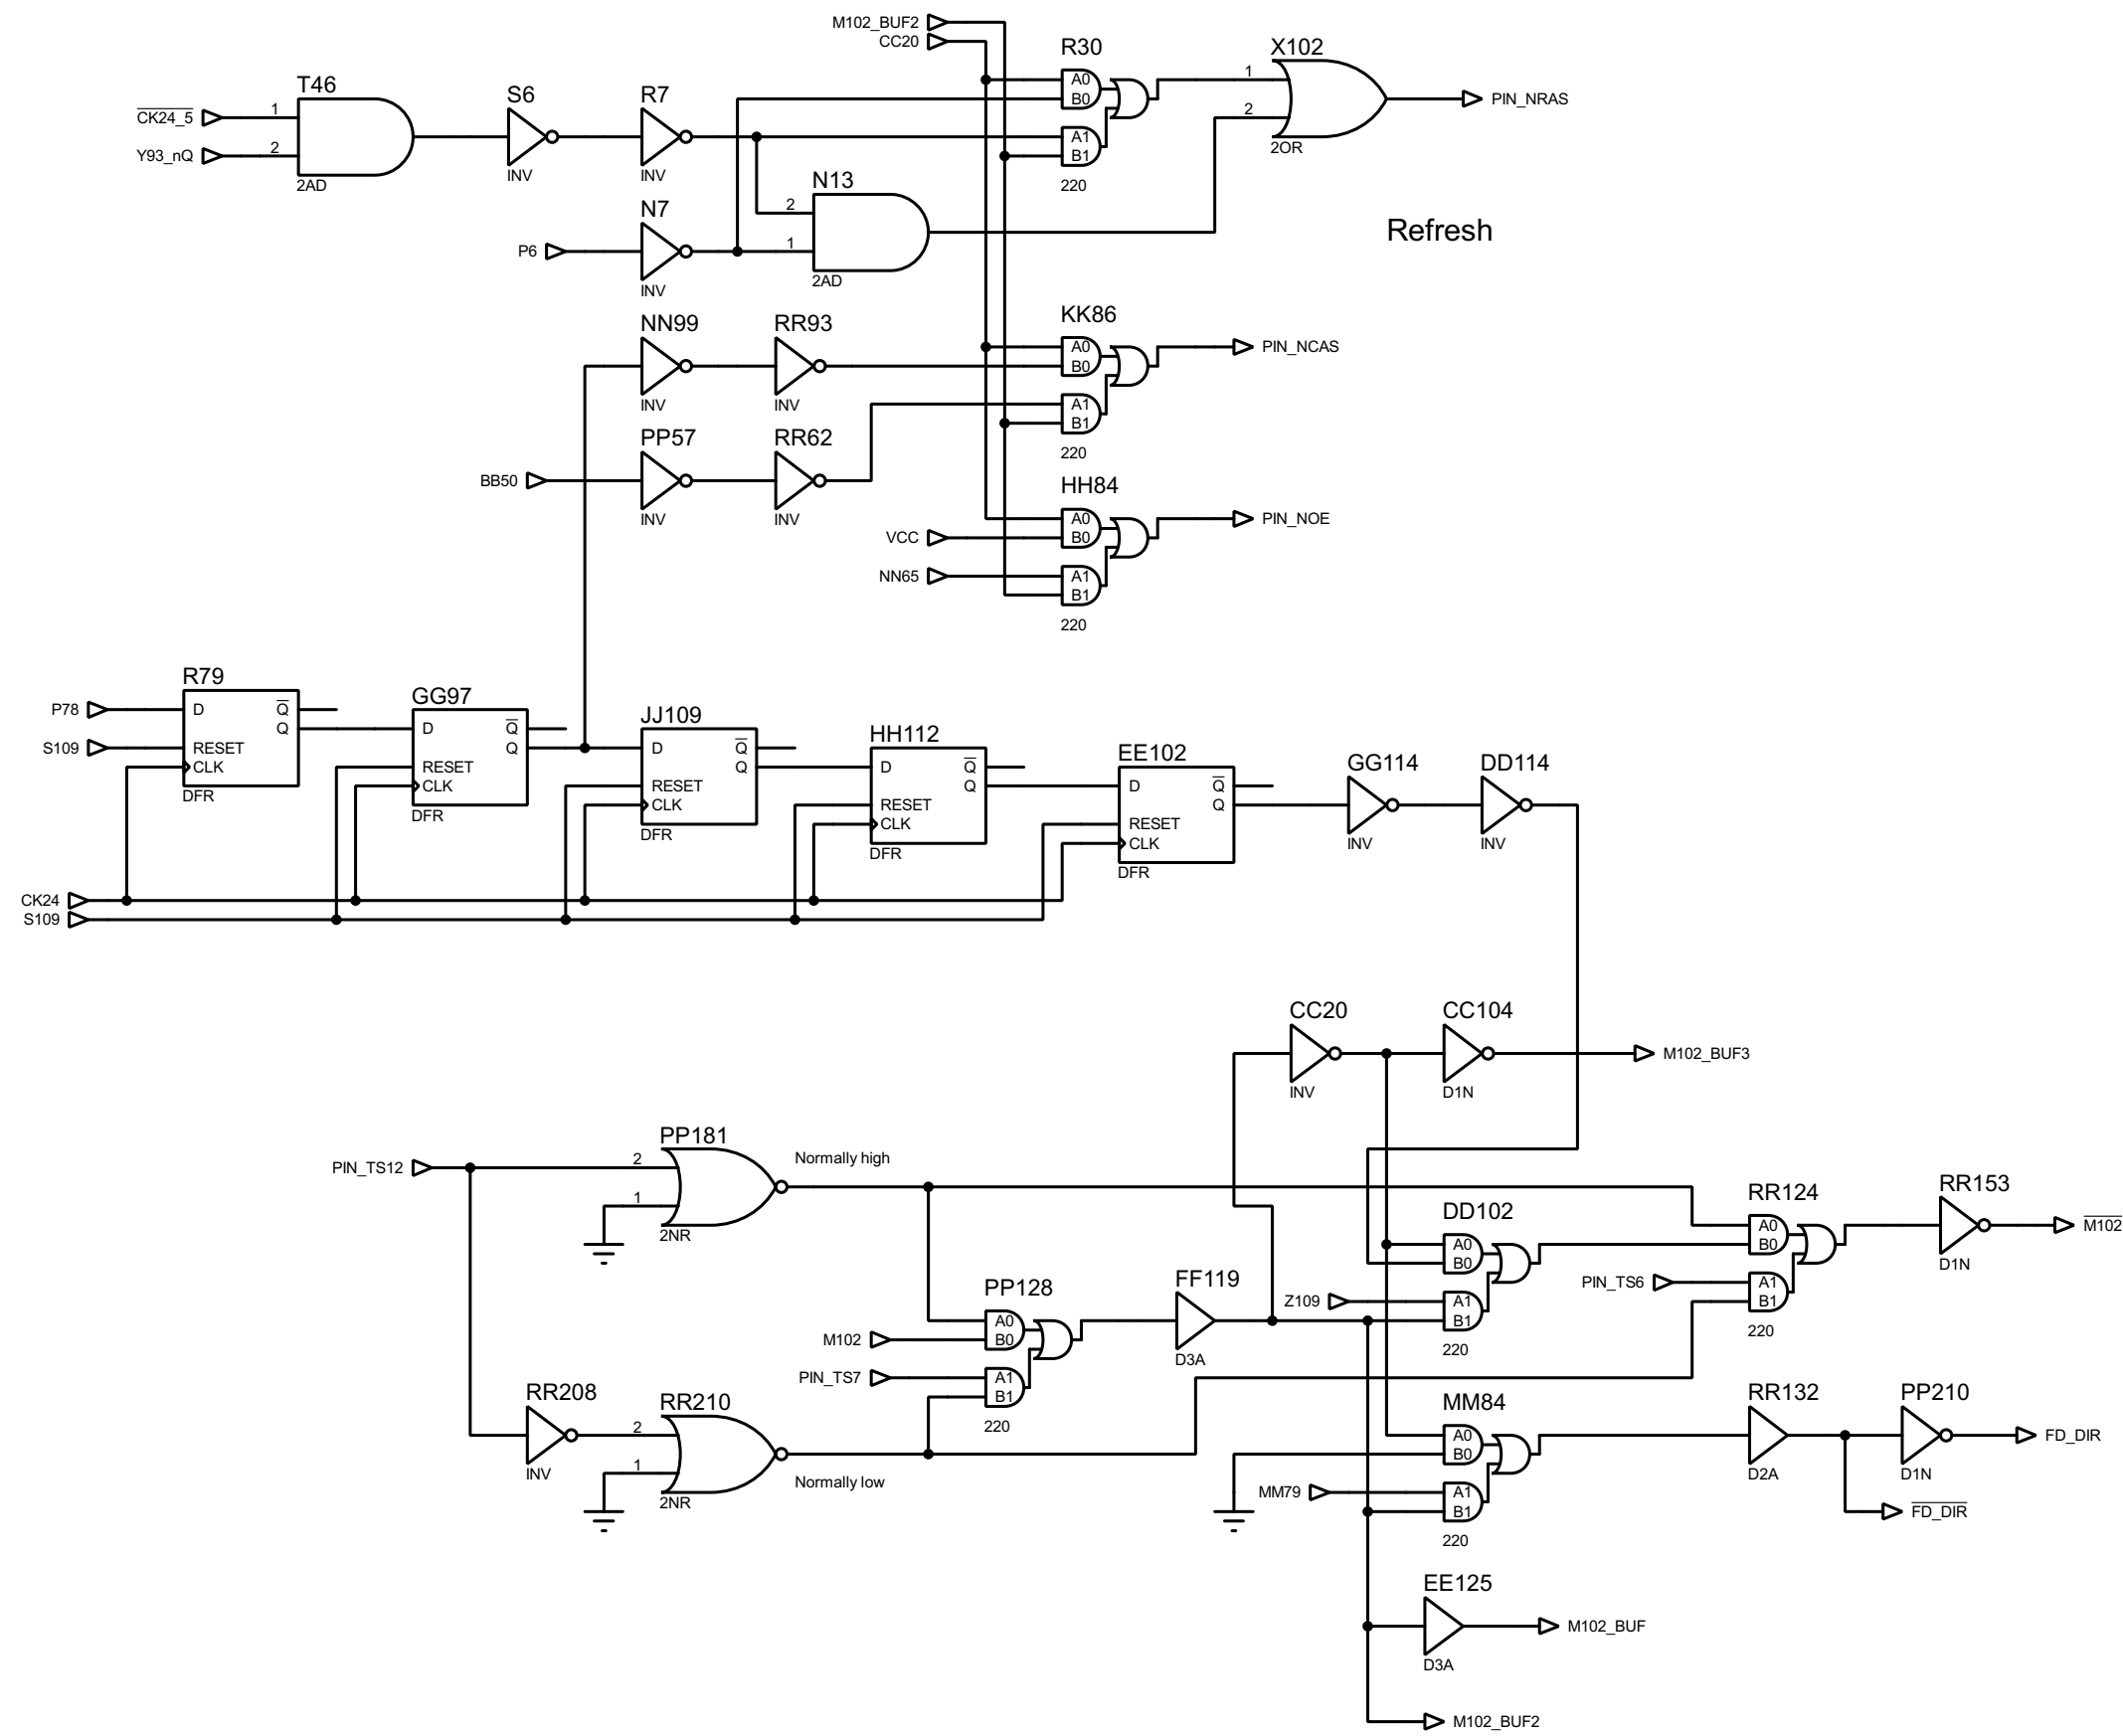 M102_BUF2
CC20
R30
X102
T46
A0
B0
1
PIN_NRAS
CK24_5
1
S6
R7
2
Y93_nQ
2
A1
B1
2OR
2AD
INV
INV
220
N13
N7
2
Refresh
P6
1
INV
2AD
NN99
RR93
KK86
A0
B0
PIN_NCAS
INV
INV
A1
B1
PP57
RR62
220
BB50
HH84
INV
INV
A0
B0
PIN_NOE
VCC
NN65
A1
B1
220
R79
GG97
JJ109
HH112
EE102
GG114
DD114
P78
D
Q
Q
S109
RESET
CLK
DFR
D
Q
Q
RESET
CLK
DFR
D
Q
Q
RESET
CLK
DFR
D
Q
Q
RESET
CLK
DFR
D
Q
Q
RESET
CLK
DFR
INV
INV
CK24
S109
CC20
CC104
M102_BUF3
INV
D1N
PP181
Normally high
PIN_TS12
2
1
2NR
RR124
RR153
DD102
A0
B0
M102
A0
B0
D1N
PP128
FF119
PIN_TS6
A1
B1
Z109
A1
B1
220
A0
B0
M102
220
D3A
PIN_TS7
A1
B1
220
RR208
RR210
MM84
RR132
PP210
2
A0
B0
FD_DIR
1
INV
2NR
Normally low
D2A
D1N
MM79
A1
B1
FD_DIR
220
EE125
M102_BUF
D3A
M102_BUF2